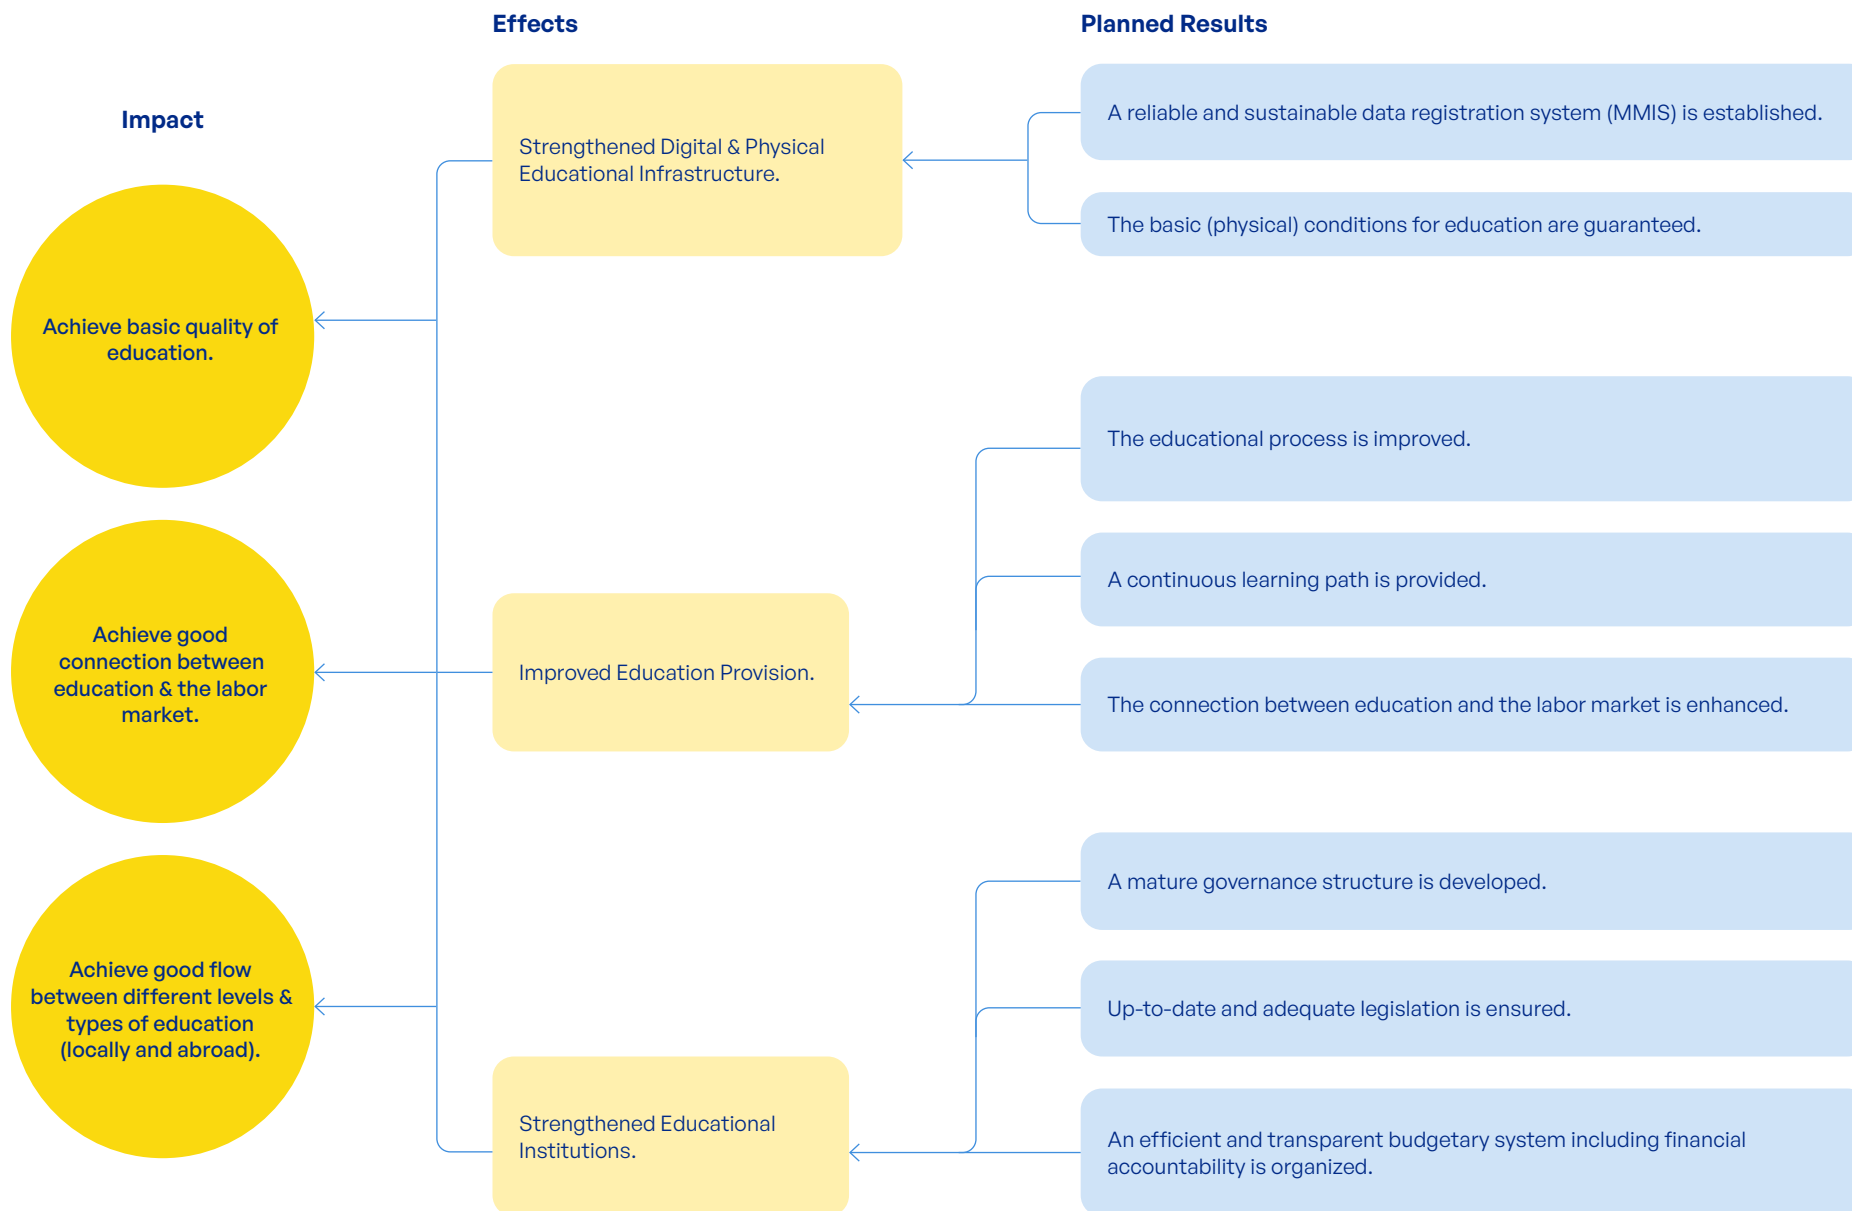 Impact
Achieve basic quality of
education.
Achieve good
connection between
education & the labor
market.
Achieve good flow
between different levels &
types of education
(locally and abroad).
Effects
Strengthened Digital & Physical
Educational Infrastructure.
Improved Education Provision.
Strengthened Educational
Institutions.
Planned Results
A reliable and sustainable data registration system (MMIS) is established.
The basic (physical) conditions for education are guaranteed.
The educational process is improved.
A continuous learning path is provided.
The connection between education and the labor market is enhanced.
A mature governance structure is developed.
Up-to-date and adequate legislation is ensured.
An efficient and transparent budgetary system including financial
accountability is organized.